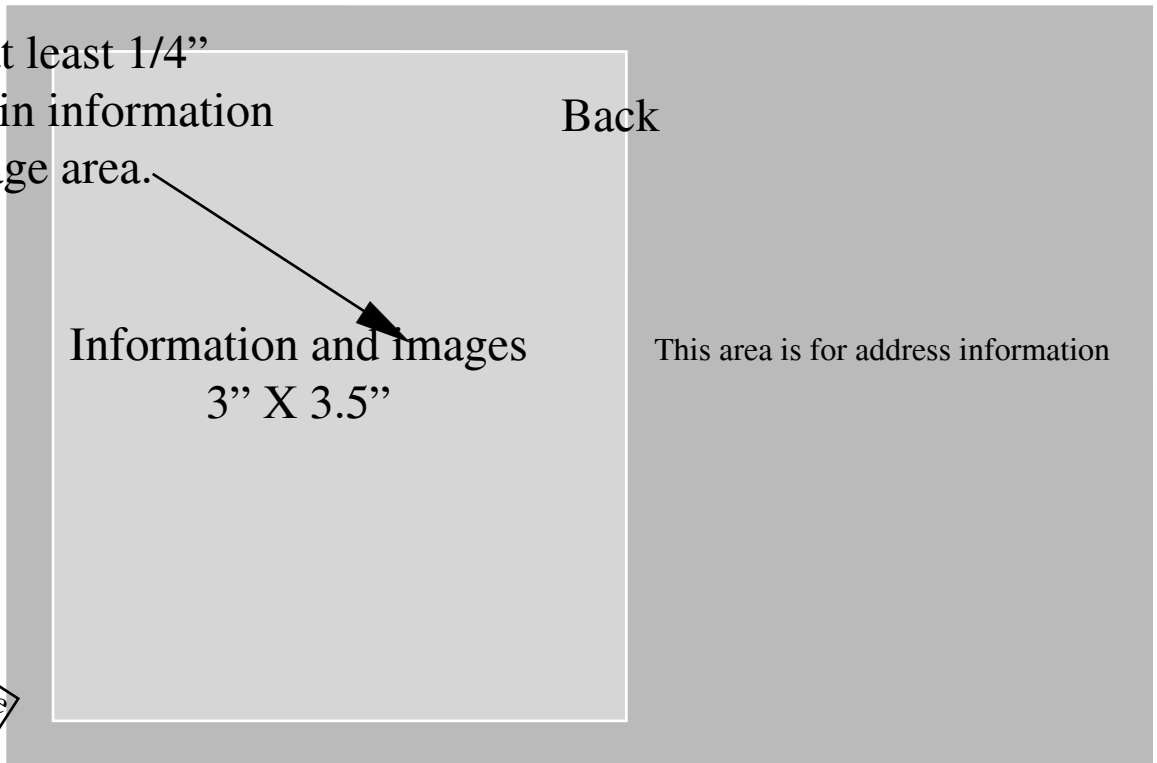 least 1/4”
in information
area.
Back
Information and images
3” X 3.5”
This area is for address information